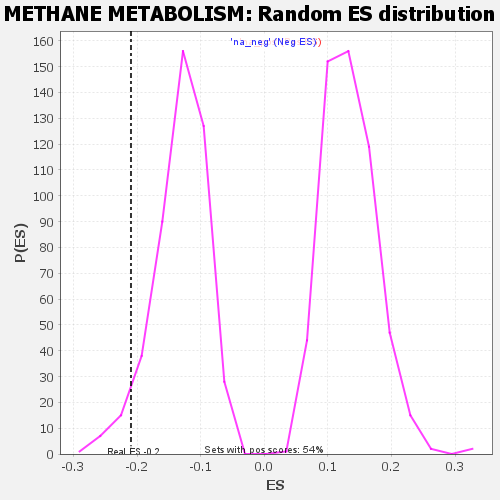 METHANE METABOLISM: Random ES distribution
'na_neg' (Neg ES)
160
150
140
130
120
110
100
90
80
70
60
50
40
30
20
10
0
P(ES)
Real ES -0.2
Sets with pos scores: 54%
-0.3 -0.2 -0.1 0.0 0.1 0.2 0.3
ES